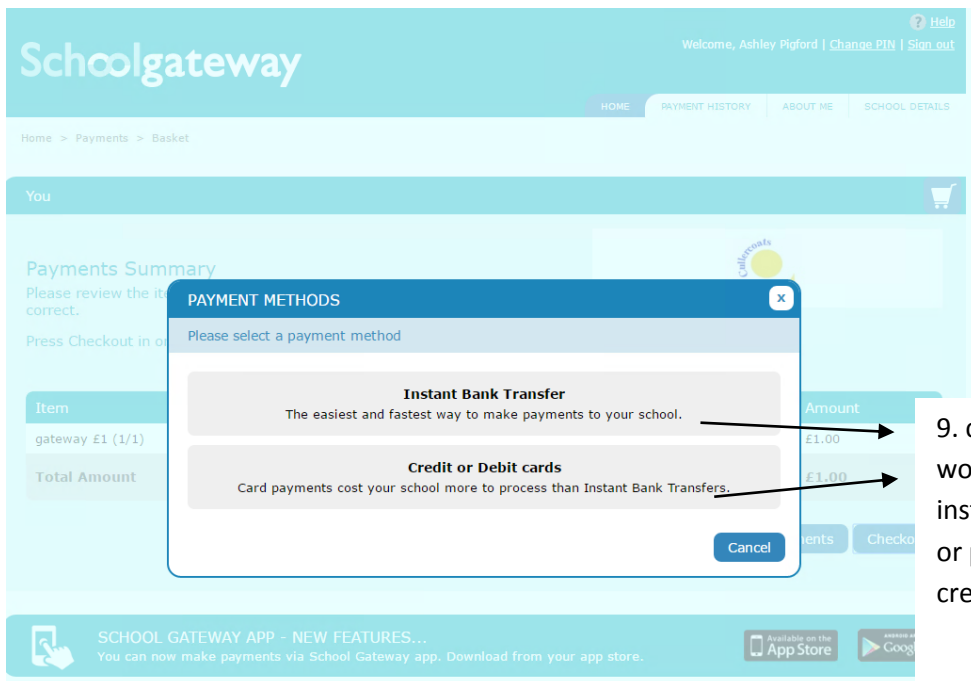 Help
Welcome, Ashley Pigford | Change PIN | Sign out
Schoolgateway
HOME PAYMENT HISTORY ABOUT ME SCHOOL DETAILS
Home > Payments > Basket
You
Cullercoats
Payments Summary
Please review the
correct.
Press Checkout in
PAYMENT METHODS
x
Please select a payment method
Instant Bank Transfer
The easiest and fastest way to make payments to your school.
Credit or Debit cards
Card payments cost your school more to process than Instant Bank Transfers.
Cancel
Item Amount
gateway £1 (1/1) £1.00
Total Amount £1.00
9.
or
SCHOOL GATEWAY APP - NEW FEATURES...
You can now make payments via School Gateway app. Download from your app store.
Available on the
App Store